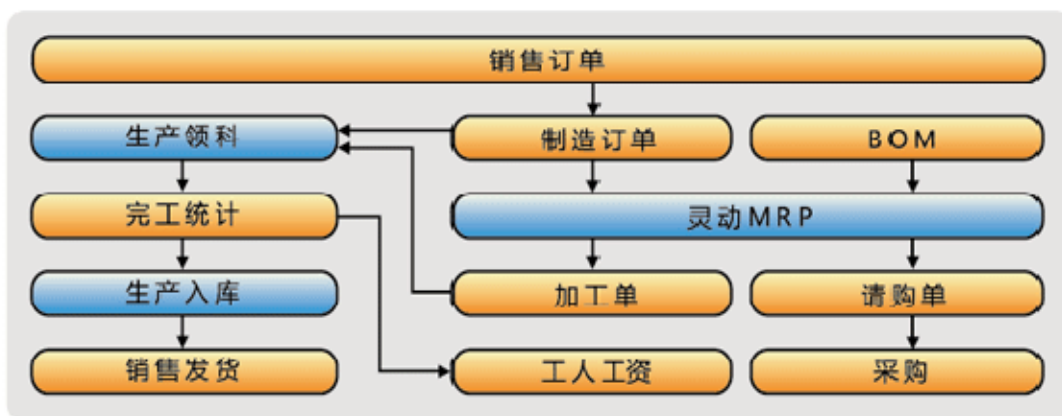 销售订单
生产领科
制造订单
BOM
完工统计
灵动MRP
生产入库
加工单
请购单
销售发货
工人工资
采购